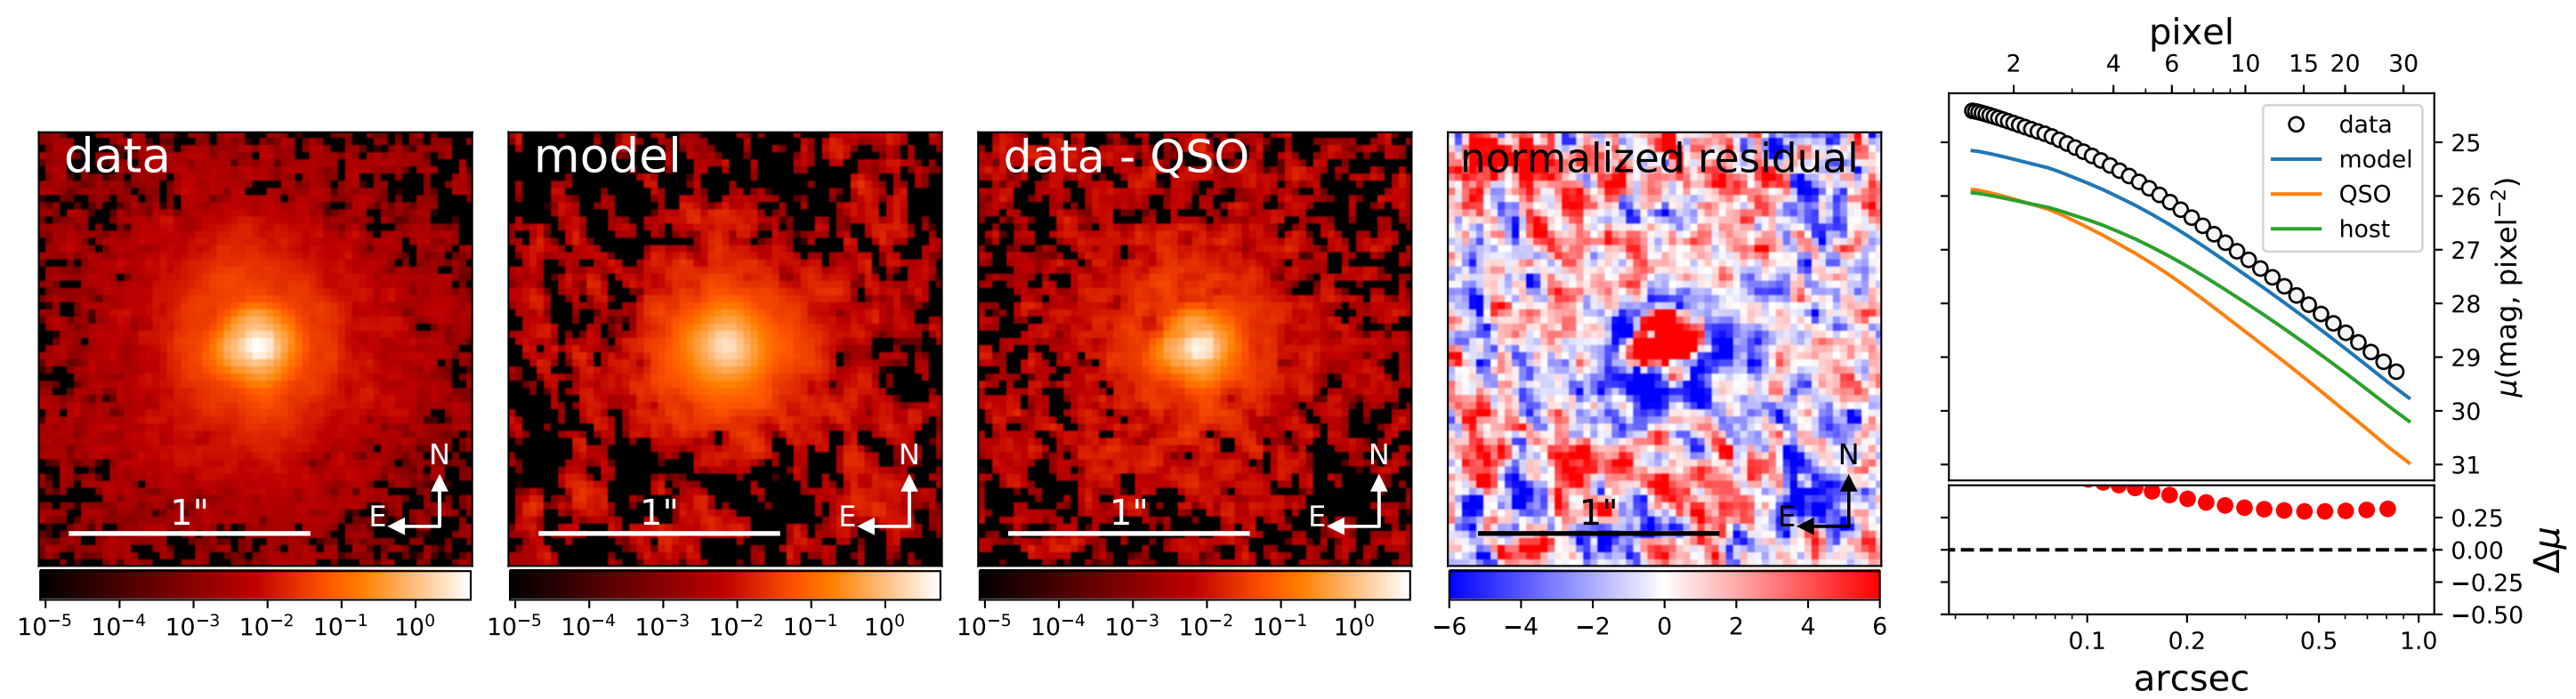 data
N
E
1"
10⁻⁵ 10⁻⁴ 10⁻³ 10⁻² 10⁻¹ 10⁰
model
N
E
1"
10⁻⁵ 10⁻⁴ 10⁻³ 10⁻² 10⁻¹ 10⁰
data - QSO
N
E
1"
10⁻⁵ 10⁻⁴ 10⁻³ 10⁻² 10⁻¹ 10⁰
normalized residual
N
E
1"
−6 −4 −2 0 2 4 6
pixel
2 4 6 10 15 20 30
data
model
QSO
host
25
26
27
28
29
30
31
μ(mag, pixel⁻²)
0.25
0.00
−0.25
−0.50
Δμ
0.1 0.2 0.5 1.0
arcsec